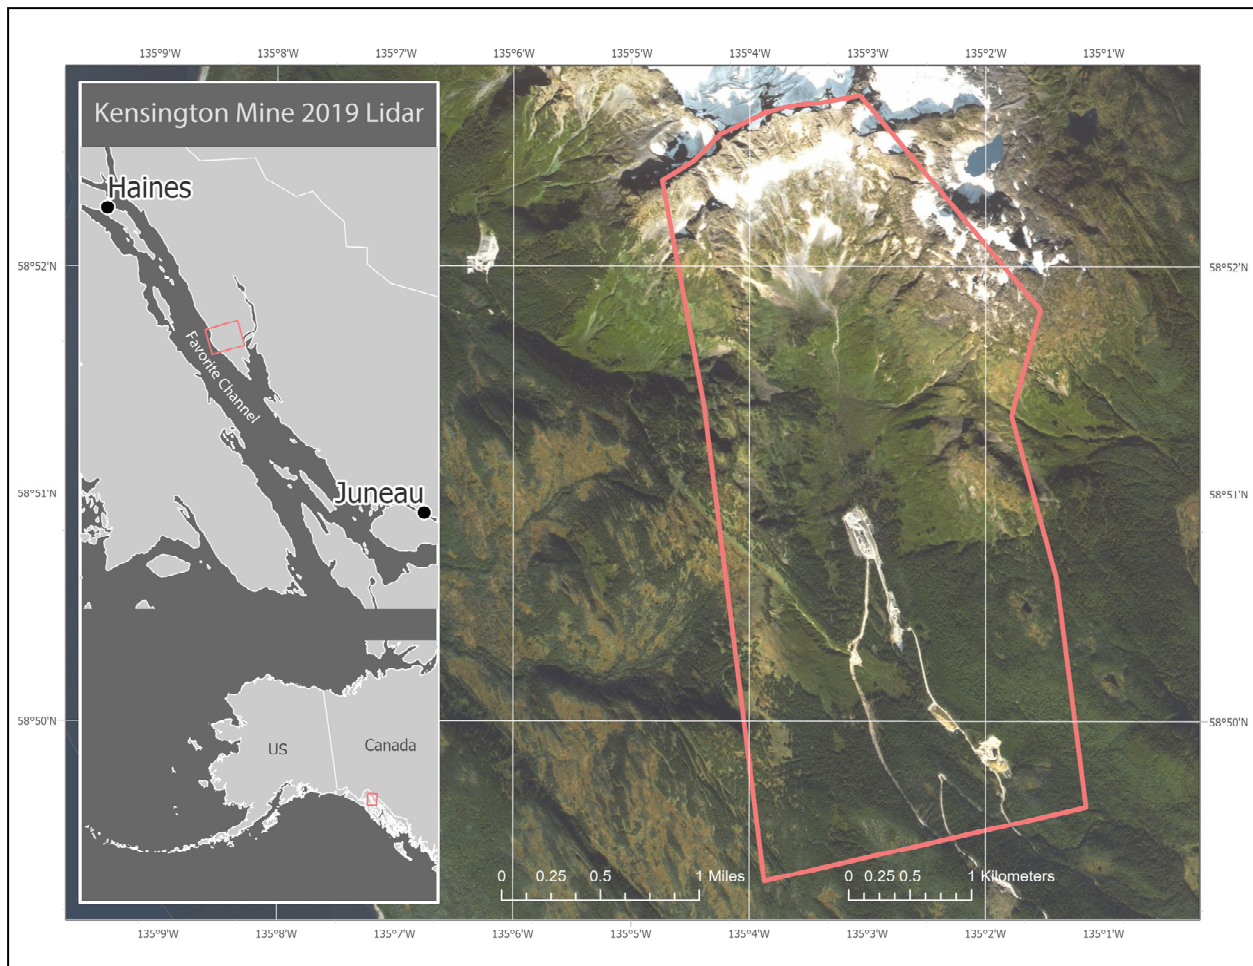 135°9'W 135°8'W 135°7'W 135°6'W 135°5'W 135°4'W 135°3'W 135°2'W 135°1'W
Kensington Mine 2019 Lidar
Haines
58°52'N 58°52'N
Favorite Channel
Juneau
58°51'N 58°51'N
58°50'N 58°50'N
US
Canada
0 0.25 0.5 1 Miles
0 0.25 0.5 1 Kilometers
135°9'W 135°8'W 135°7'W 135°6'W 135°5'W 135°4'W 135°3'W 135°2'W 135°1'W